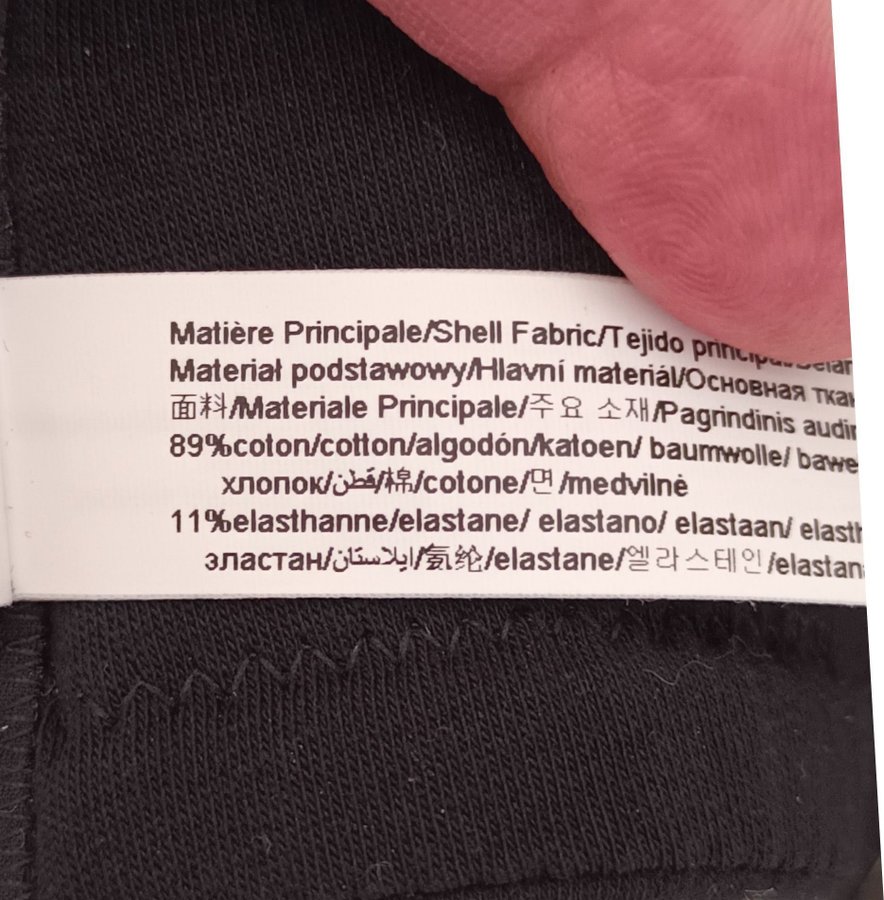 Matière Principale/Shell Fabric/Tejido
Materiał podstawowy/Hlavní materiál/Основная
面料/Materiale Principale/주요 소재/Pagrindinis
89%coton/cotton/algodón/katoen/ baumwolle/
хлопок/قطن/棉/cotone/면/medvilnė
11%elasthanne/elastane/ elastano/ elastaan/
эластан/ايلاستان/氨纶/elastane/엘라스테인/